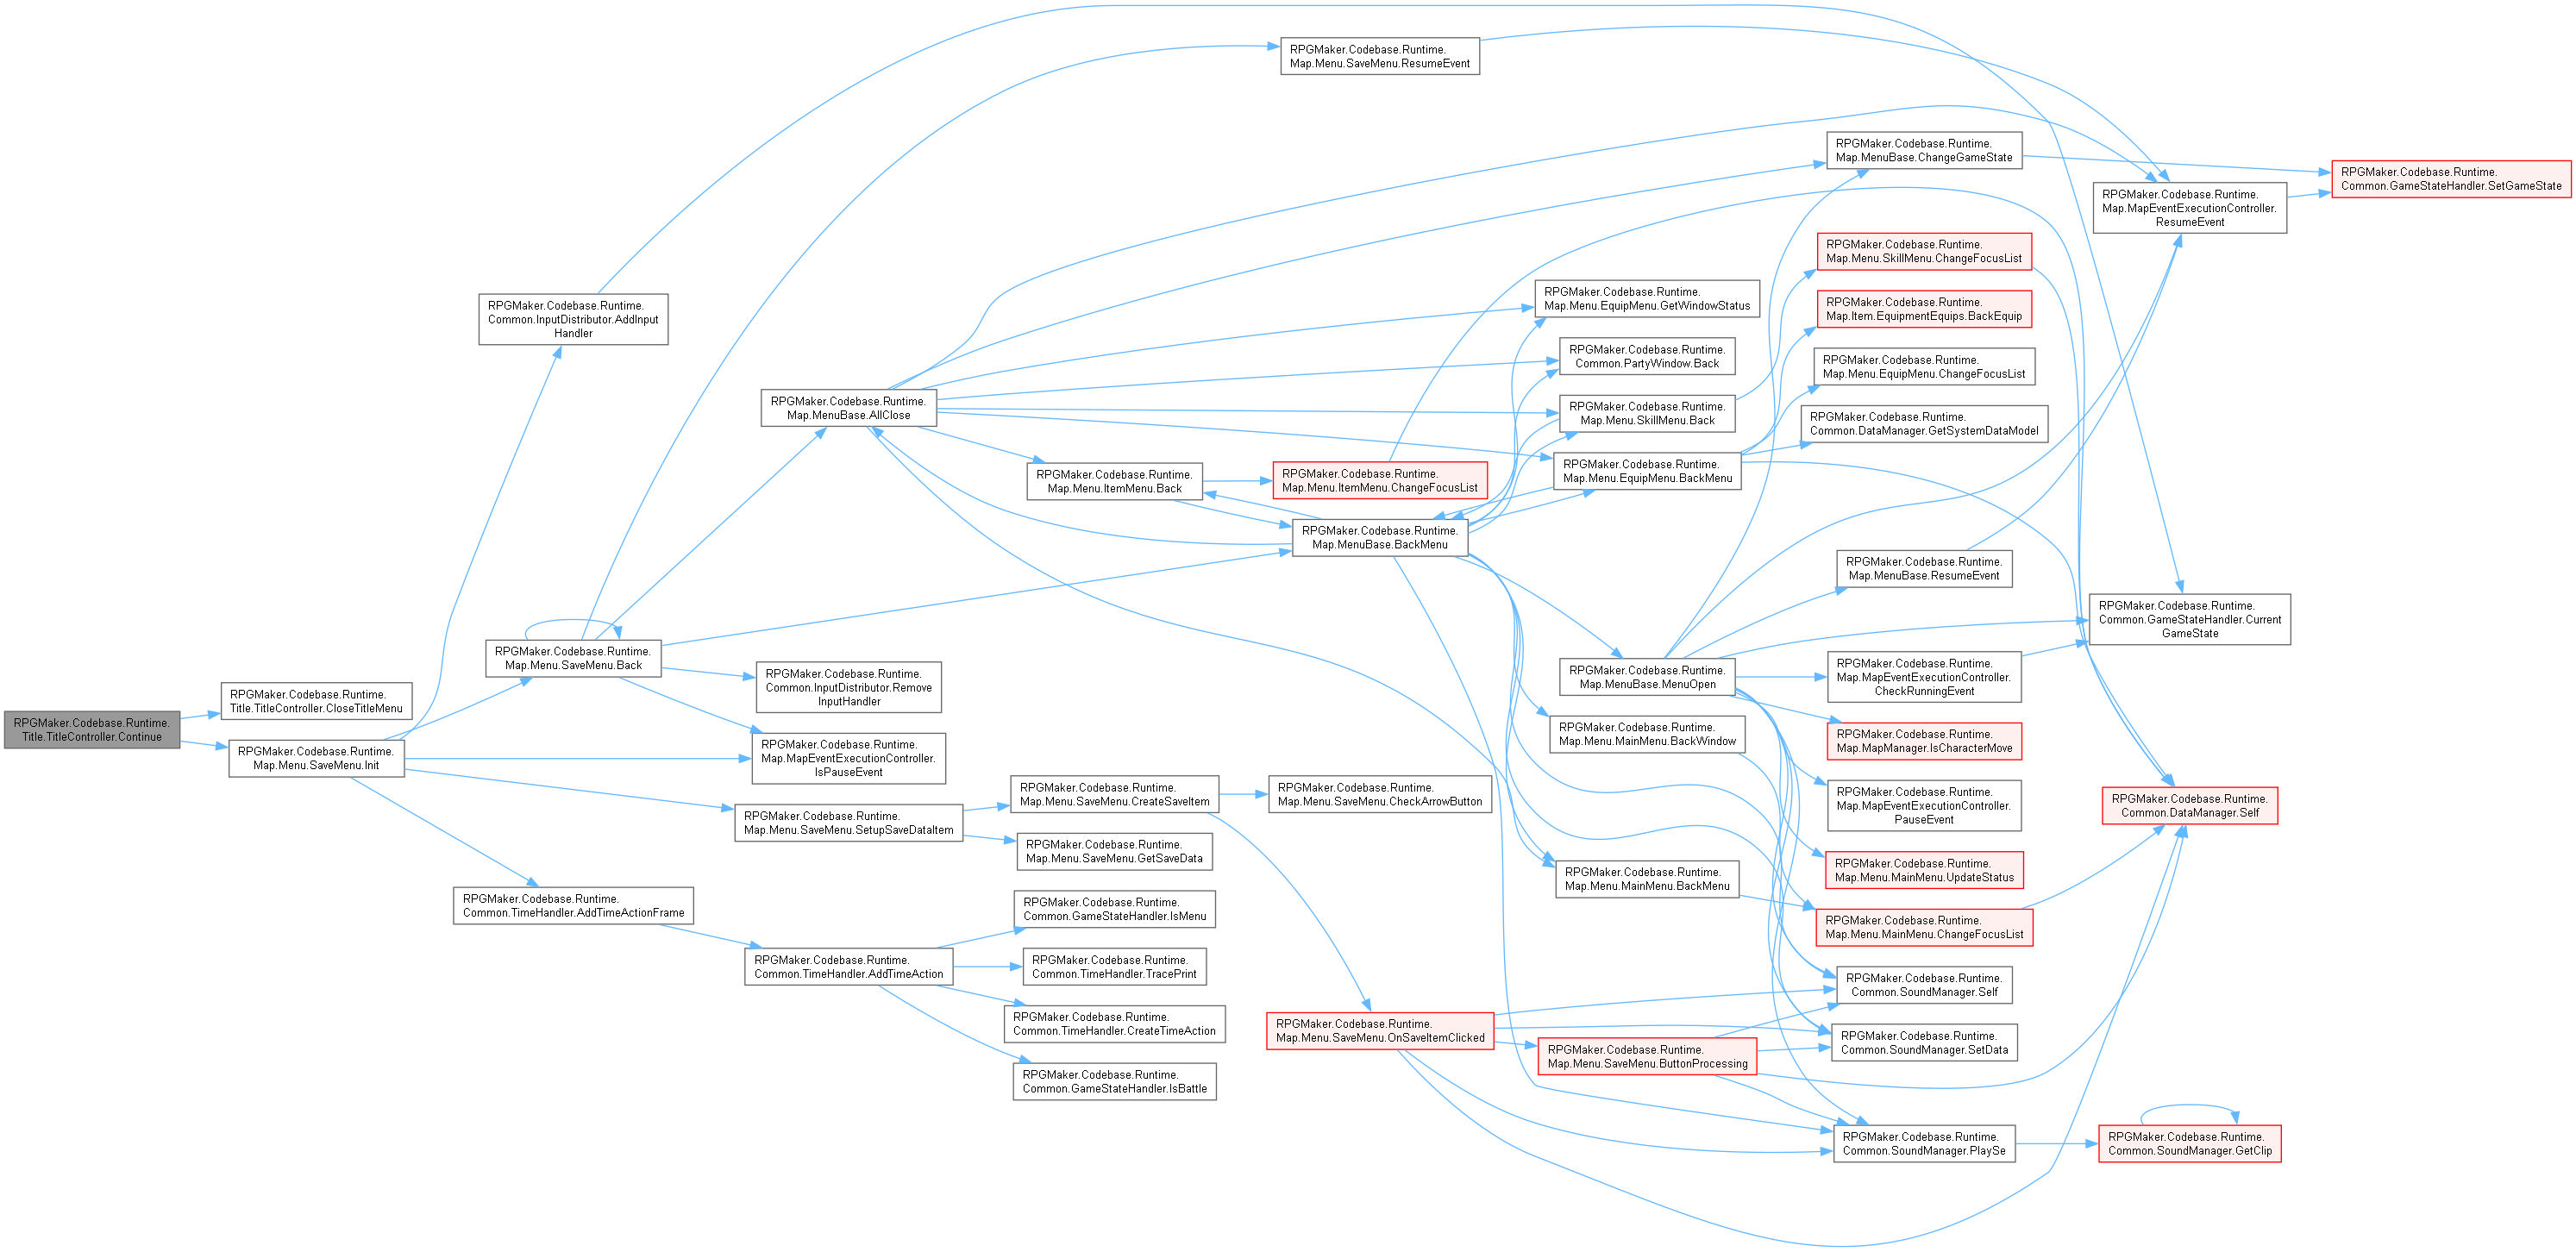 RPGMaker.Codebase.Runtime.
Title.TitleController.Continue
RPGMaker.Codebase.Runtime.
Title.TitleController.CloseTitleMenu
RPGMaker.Codebase.Runtime.
Map.Menu.SaveMenu.Init
RPGMaker.Codebase.Runtime.
Common.InputDistributor.AddInput
Handler
RPGMaker.Codebase.Runtime.
Map.Menu.SaveMenu.Back
RPGMaker.Codebase.Runtime.
Common.TimeHandler.AddTimeActionFrame
RPGMaker.Codebase.Runtime.
Map.MenuBase.AllClose
RPGMaker.Codebase.Runtime.
Common.InputDistributor.Remove
InputHandler
RPGMaker.Codebase.Runtime.
Map.MapEventExecutionController.
IsPauseEvent
RPGMaker.Codebase.Runtime.
Map.Menu.SaveMenu.SetupSaveDataItem
RPGMaker.Codebase.Runtime.
Common.TimeHandler.AddTimeAction
RPGMaker.Codebase.Runtime.
Map.Menu.ItemMenu.Back
RPGMaker.Codebase.Runtime.
Map.Menu.SaveMenu.CreateSaveItem
RPGMaker.Codebase.Runtime.
Map.Menu.SaveMenu.GetSaveData
RPGMaker.Codebase.Runtime.
Common.GameStateHandler.IsMenu
RPGMaker.Codebase.Runtime.
Common.TimeHandler.TracePrint
RPGMaker.Codebase.Runtime.
Common.TimeHandler.CreateTimeAction
RPGMaker.Codebase.Runtime.
Common.GameStateHandler.IsBattle
RPGMaker.Codebase.Runtime.
Map.Menu.SaveMenu.ResumeEvent
RPGMaker.Codebase.Runtime.
Map.Menu.ItemMenu.ChangeFocusList
RPGMaker.Codebase.Runtime.
Map.MenuBase.BackMenu
RPGMaker.Codebase.Runtime.
Map.Menu.SaveMenu.CheckArrowButton
RPGMaker.Codebase.Runtime.
Map.Menu.SaveMenu.OnSaveItemClicked
RPGMaker.Codebase.Runtime.
Map.Menu.EquipMenu.GetWindowStatus
RPGMaker.Codebase.Runtime.
Common.PartyWindow.Back
RPGMaker.Codebase.Runtime.
Map.Menu.SkillMenu.Back
RPGMaker.Codebase.Runtime.
Map.Menu.EquipMenu.BackMenu
RPGMaker.Codebase.Runtime.
Map.MenuBase.MenuOpen
RPGMaker.Codebase.Runtime.
Map.Menu.MainMenu.BackWindow
RPGMaker.Codebase.Runtime.
Map.Menu.MainMenu.BackMenu
RPGMaker.Codebase.Runtime.
Map.Menu.SaveMenu.ButtonProcessing
RPGMaker.Codebase.Runtime.
Map.MenuBase.ChangeGameState
RPGMaker.Codebase.Runtime.
Map.Menu.SkillMenu.ChangeFocusList
RPGMaker.Codebase.Runtime.
Map.Item.EquipmentEquips.BackEquip
RPGMaker.Codebase.Runtime.
Map.Menu.EquipMenu.ChangeFocusList
RPGMaker.Codebase.Runtime.
Common.DataManager.GetSystemDataModel
RPGMaker.Codebase.Runtime.
Map.MenuBase.ResumeEvent
RPGMaker.Codebase.Runtime.
Map.MapEventExecutionController.
CheckRunningEvent
RPGMaker.Codebase.Runtime.
Map.MapManager.IsCharacterMove
RPGMaker.Codebase.Runtime.
Map.MapEventExecutionController.
PauseEvent
RPGMaker.Codebase.Runtime.
Map.Menu.MainMenu.UpdateStatus
RPGMaker.Codebase.Runtime.
Map.Menu.MainMenu.ChangeFocusList
RPGMaker.Codebase.Runtime.
Common.SoundManager.Self
RPGMaker.Codebase.Runtime.
Common.SoundManager.SetData
RPGMaker.Codebase.Runtime.
Common.SoundManager.PlaySe
RPGMaker.Codebase.Runtime.
Map.MapEventExecutionController.
ResumeEvent
RPGMaker.Codebase.Runtime.
Common.GameStateHandler.Current
GameState
RPGMaker.Codebase.Runtime.
Common.DataManager.Self
RPGMaker.Codebase.Runtime.
Common.SoundManager.GetClip
RPGMaker.Codebase.Runtime.
Common.GameStateHandler.SetGameState